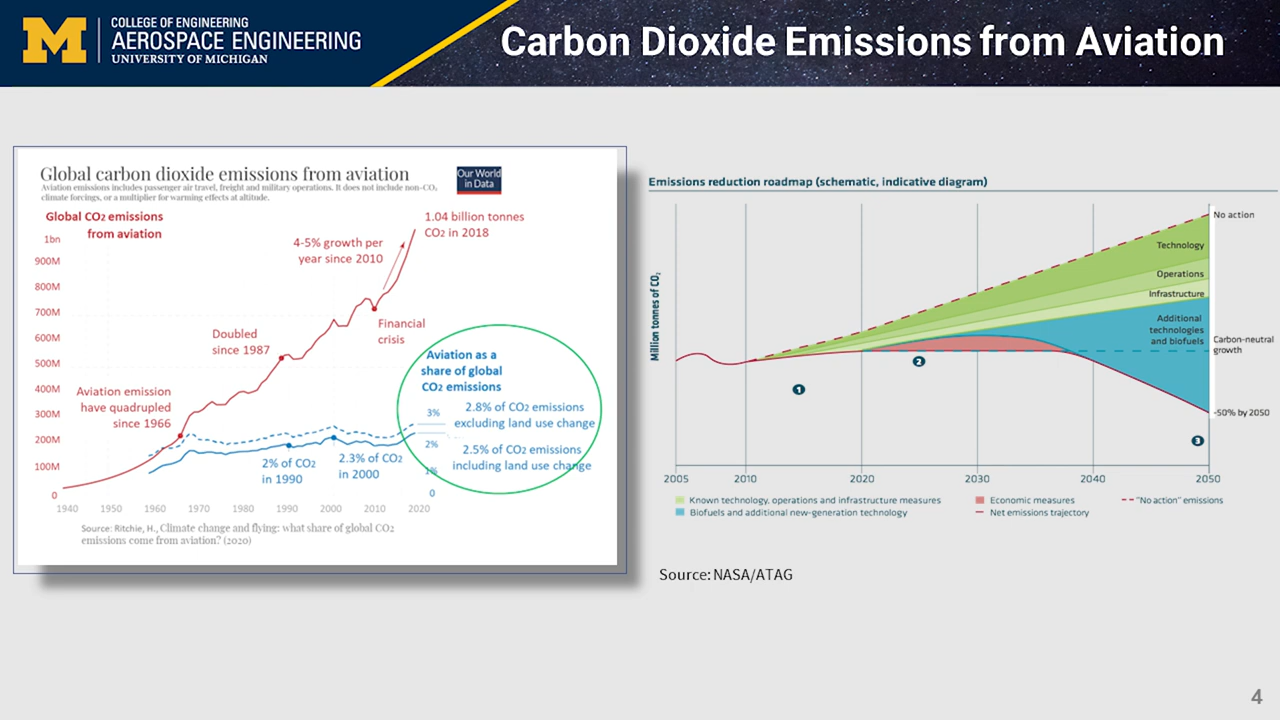 M
COLLEGE OF ENGINEERING
AEROSPACE ENGINEERING
UNIVERSITY OF MICHIGAN
Carbon Dioxide Emissions from Aviation
Global carbon dioxide emissions from aviation
Aviation emissions includes passenger air travel, freight and military operations. It does not include non-CO₂
climate forcings, or a multiplier for warming effects at altitude.
Our World
in Data
Global CO2 emissions
from aviation
1bn
900M
800M
700M
600M
500M
400M
300M
200M
100M
0
1.04 billion tonnes
CO2 in 2018
4-5% growth per
year since 2010
Financial
crisis
Doubled
since 1987
Aviation emission
have quadrupled
since 1966
Aviation as a
share of global
CO2 emissions
3%
2%
1%
0
2.8% of CO2 emissions
excluding land use change
2.5% of CO2 emissions
including land use change
2% of CO2
in 1990
2.3% of CO2
in 2000
1940 1950 1960 1970 1980 1990 2000 2010 2020
Source: Ritchie, H., Climate change and flying: what share of global CO2
emissions come from aviation? (2020)
Emissions reduction roadmap (schematic, indicative diagram)
Million tonnes of CO₂
No action
Technology
Operations
Infrastructure
Additional
technologies
and biofuels
Carbon-neutral
growth
-50% by 2050
1
2
3
2005 2010 2020 2030 2040 2050
Known technology, operations and infrastructure measures
Economic measures
"No action" emissions
Biofuels and additional new-generation technology
Net emissions trajectory
Source: NASA/ATAG
4